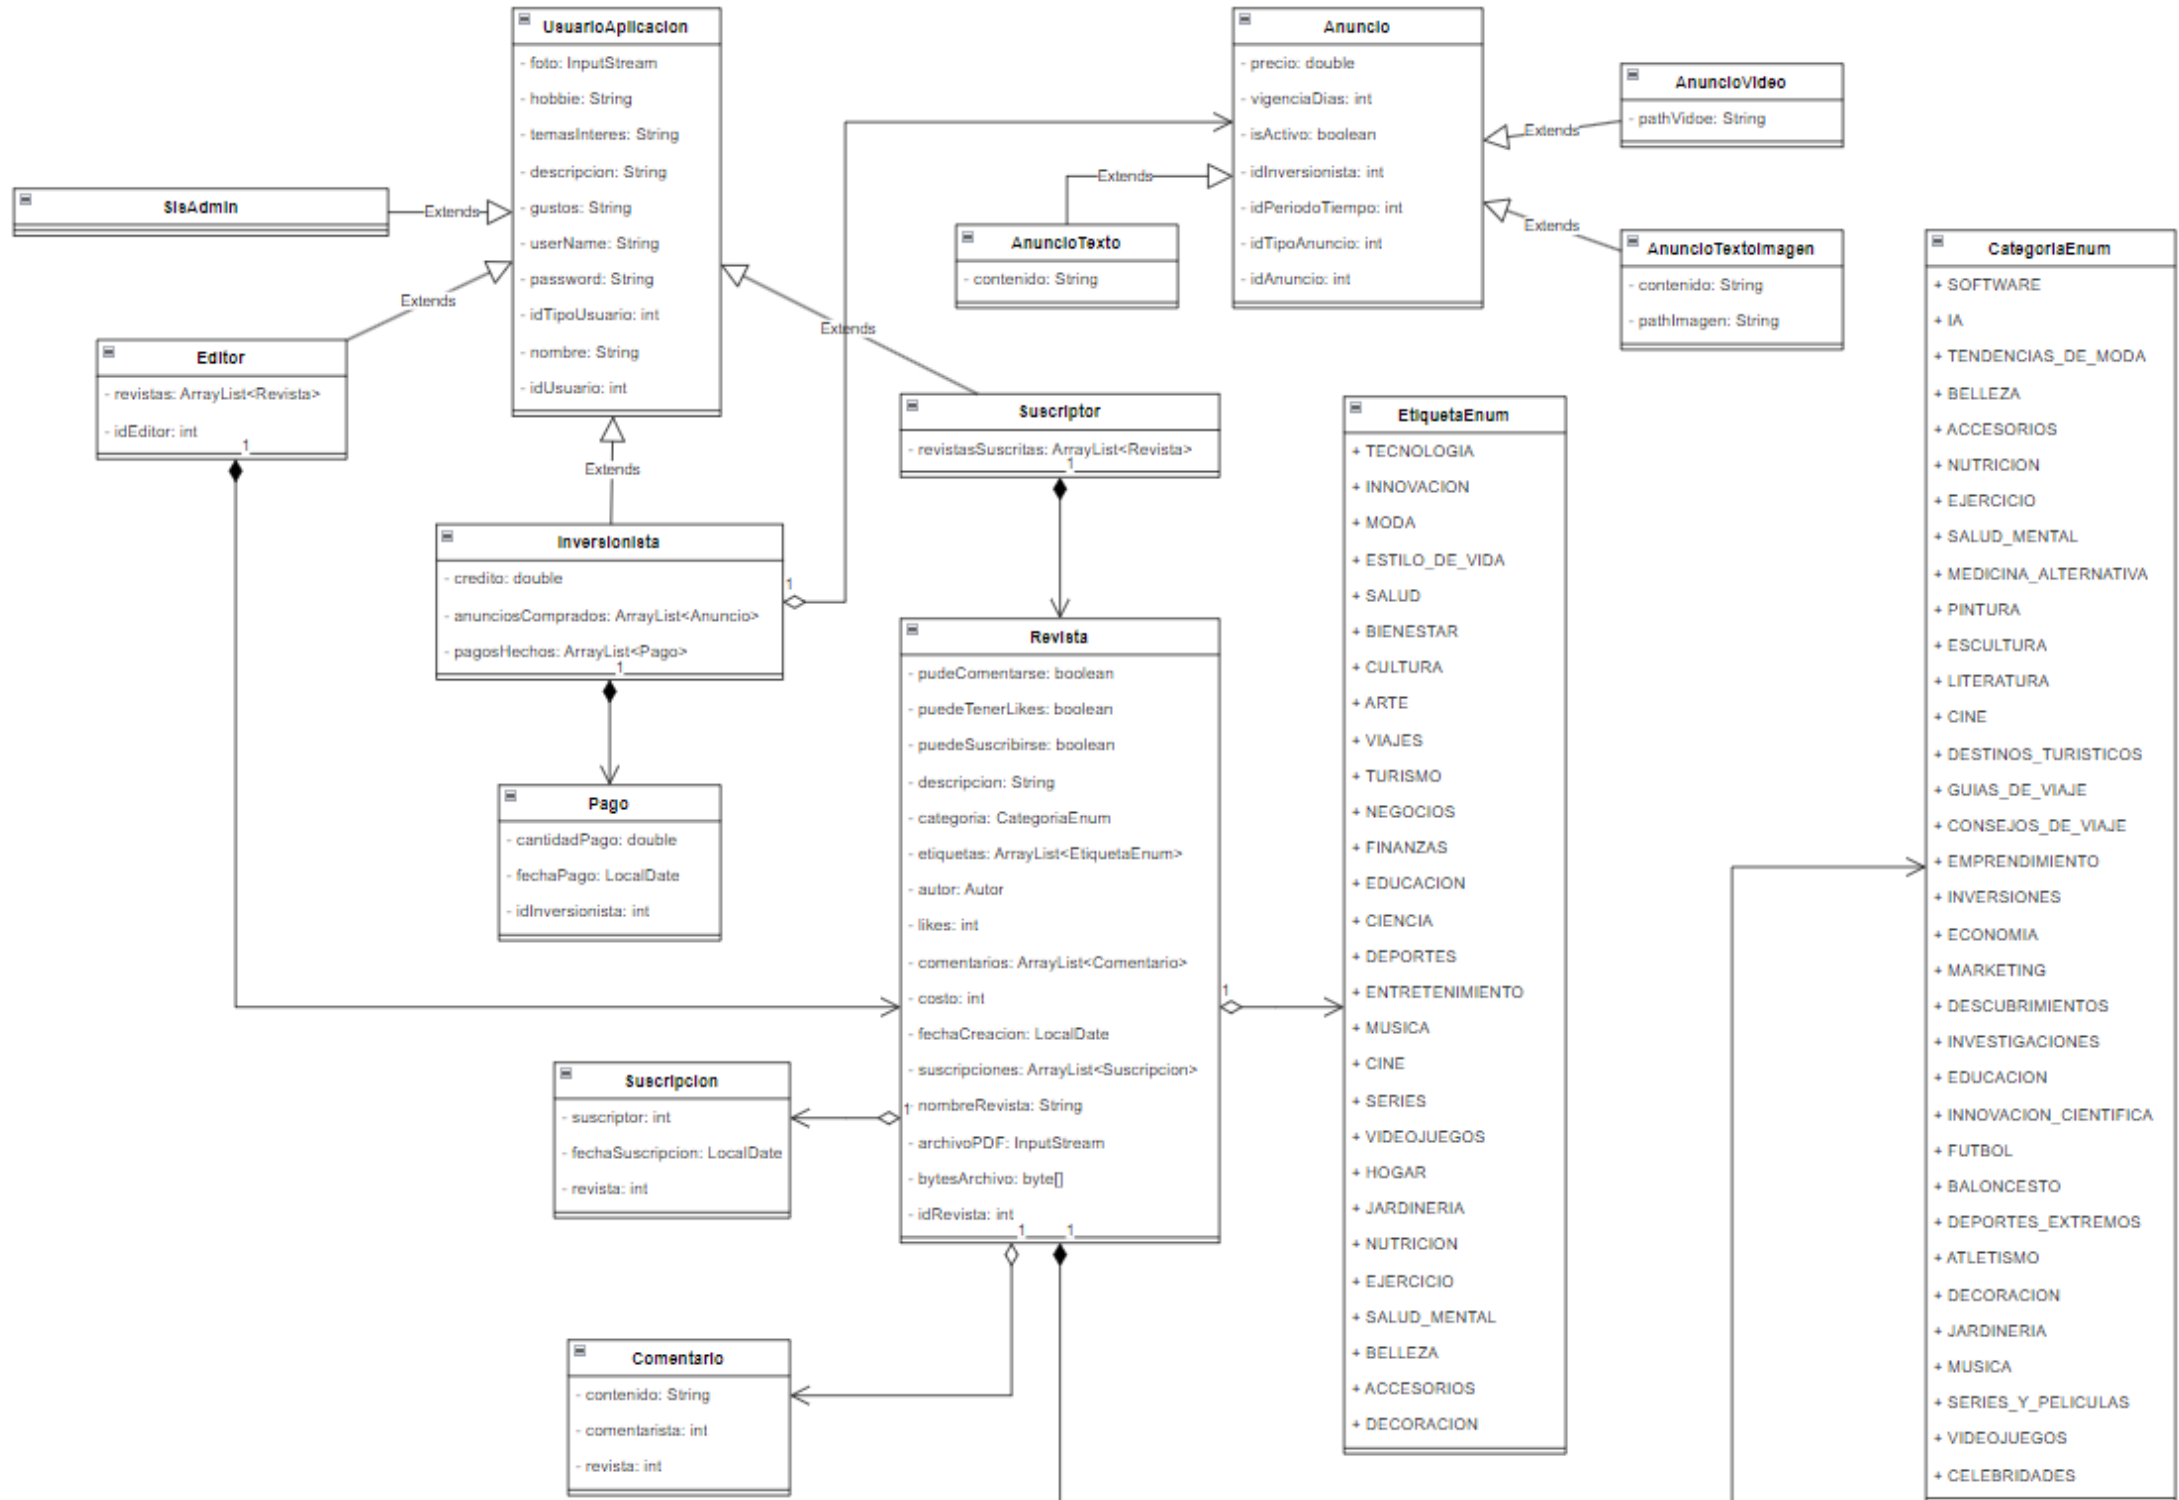 UsuarioAplicacion
- foto: InputStream
- hobbie: String
- temasInteres: String
- descripcion: String
- gustos: String
- userName: String
- password: String
- idTipoUsuario: int
- nombre: String
- idUsuario: int
Anuncio
- precio: double
- vigenciaDias: int
- isActivo: boolean
- idInversionista: int
- idPeriodoTiempo: int
- idTipoAnuncio: int
- idAnuncio: int
AnuncioVideo
- pathVidoe: String
Extends
SisAdmin
Extends
Extends
AnuncioTexto
- contenido: String
Extends
AnuncioTextoImagen
- contenido: String
- pathImagen: String
Extends
Editor
- revistas: ArrayList<Revista>
- idEditor: int
1
Extends
Extends
Suscriptor
- revistasSuscritas: ArrayList<Revista>
1
Inversionista
- credito: double
- anunciosComprados: ArrayList<Anuncio>
- pagosHechos: ArrayList<Pago>
1
1
Pago
- cantidadPago: double
- fechaPago: LocalDate
- idInversionista: int
Revista
- pudeComentarse: boolean
- puedeTenerLikes: boolean
- puedeSuscribirse: boolean
- descripcion: String
- categoria: CategoriaEnum
- etiquetas: ArrayList<EtiquetaEnum>
- autor: Autor
- likes: int
- comentarios: ArrayList<Comentario>
- costo: int
- fechaCreacion: LocalDate
- suscripciones: ArrayList<Suscripcion>
- nombreRevista: String
- archivoPDF: InputStream
- bytesArchivo: byte[]
- idRevista: int
1
1
1
1
Suscripcion
- suscriptor: int
- fechaSuscripcion: LocalDate
- revista: int
Comentario
- contenido: String
- comentarista: int
- revista: int
EtiquetaEnum
+ TECNOLOGIA
+ INNOVACION
+ MODA
+ ESTILO_DE_VIDA
+ SALUD
+ BIENESTAR
+ CULTURA
+ ARTE
+ VIAJES
+ TURISMO
+ NEGOCIOS
+ FINANZAS
+ EDUCACION
+ CIENCIA
+ DEPORTES
+ ENTRETENIMIENTO
+ MUSICA
+ CINE
+ SERIES
+ VIDEOJUEGOS
+ HOGAR
+ JARDINERIA
+ NUTRICION
+ EJERCICIO
+ SALUD_MENTAL
+ BELLEZA
+ ACCESORIOS
+ DECORACION
CategoriaEnum
+ SOFTWARE
+ IA
+ TENDENCIAS_DE_MODA
+ BELLEZA
+ ACCESORIOS
+ NUTRICION
+ EJERCICIO
+ SALUD_MENTAL
+ MEDICINA_ALTERNATIVA
+ PINTURA
+ ESCULTURA
+ LITERATURA
+ CINE
+ DESTINOS_TURISTICOS
+ GUIAS_DE_VIAJE
+ CONSEJOS_DE_VIAJE
+ EMPRENDIMIENTO
+ INVERSIONES
+ ECONOMIA
+ MARKETING
+ DESCUBRIMIENTOS
+ INVESTIGACIONES
+ EDUCACION
+ INNOVACION_CIENTIFICA
+ FUTBOL
+ BALONCESTO
+ DEPORTES_EXTREMOS
+ ATLETISMO
+ DECORACION
+ JARDINERIA
+ MUSICA
+ SERIES_Y_PELICULAS
+ VIDEOJUEGOS
+ CELEBRIDADES